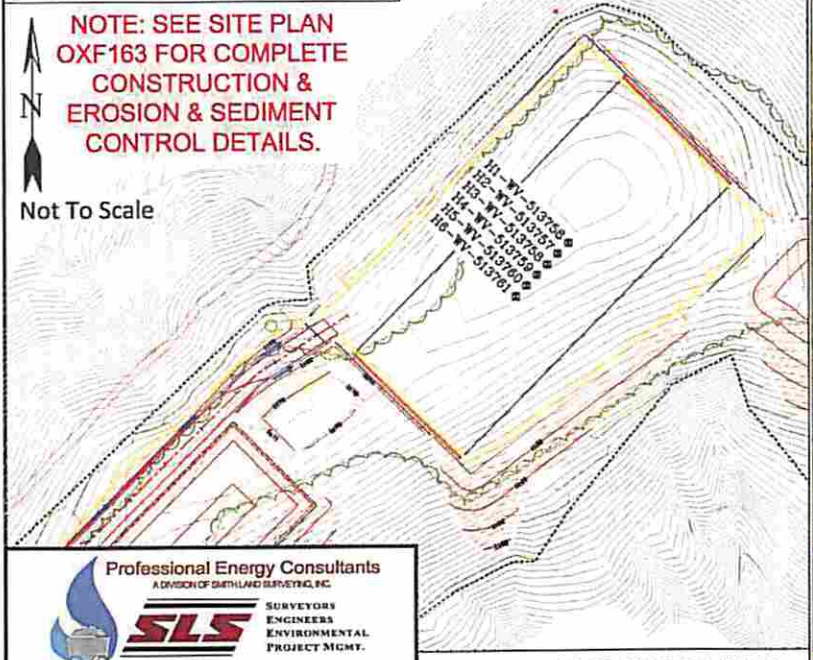 NOTE: SEE SITE PLAN
OXF163 FOR COMPLETE
CONSTRUCTION &
EROSION & SEDIMENT
CONTROL DETAILS.
N
Not To Scale
H1-WV-513758
H2-WV-513757
H3-WV-513738
H4-WV-513759
H5-WV-513760
H6-WV-513761
Professional Energy Consultants
A DIVISION OF SMITH LAND SURVEYING, INC.
SLS
SURVEYORS
ENGINEERS
ENVIRONMENTAL
PROJECT MGMT.